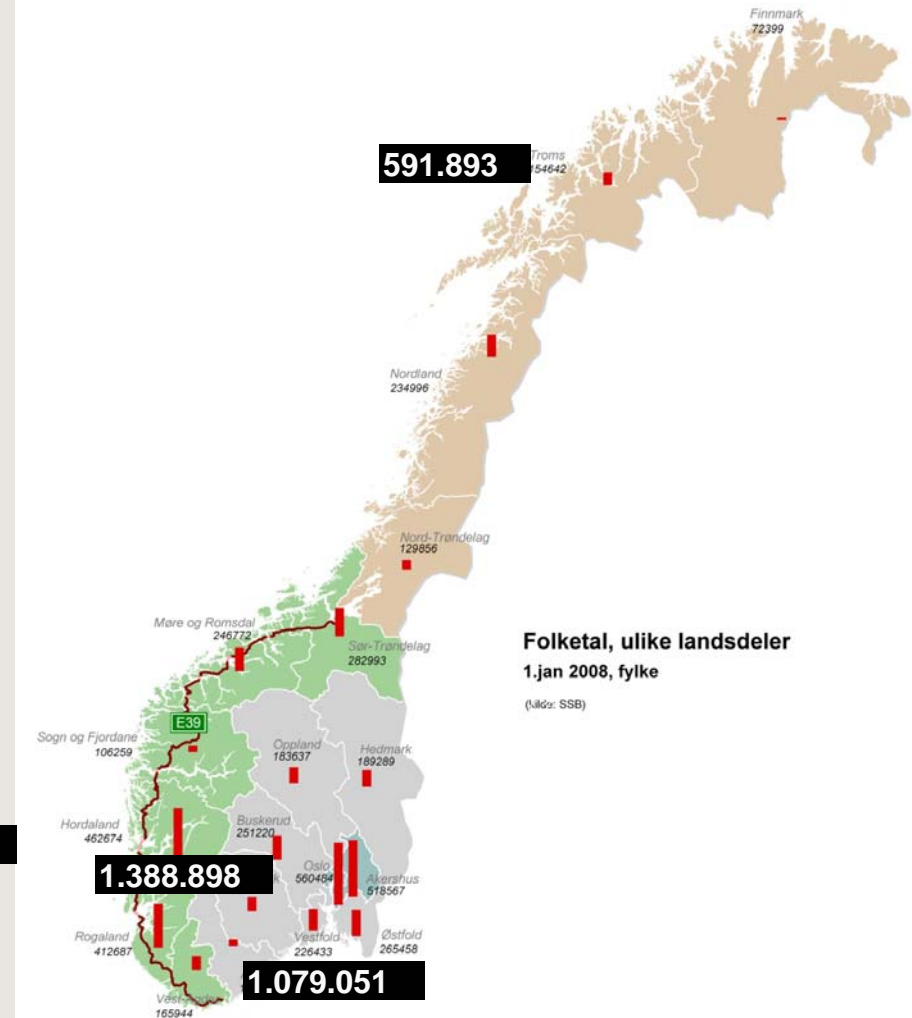 Finnmark
72399
591.893
Troms
154642
Nordland
234996
Nord-Trøndelag
129856
Møre og Romsdal
246772
Sør-Trøndelag
282993
Folketal, ulike landsdeler
1.jan 2008, fylke
SSB)
E39
Sogn og Fjordane
106259
Oppland
183637
Hedmark
189289
Hordaland
462674
Buskerud
251220
Oslo
560484
Akershus
518567
1.388.898
Rogaland
412687
Vestfold
226433
Østfold
265458
1.079.051
165944